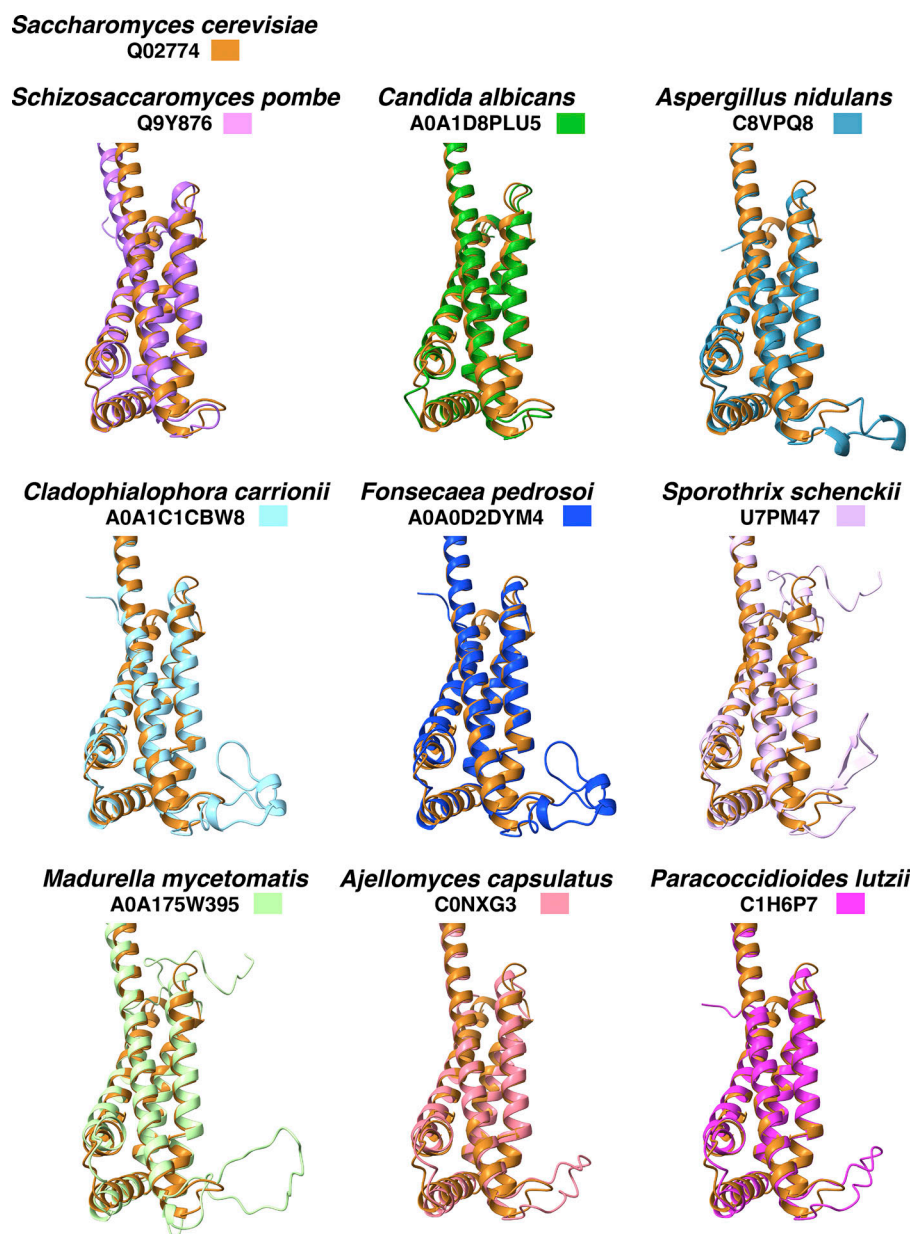 Saccharomyces cerevisiae
Q02774
Schizosaccaromyces pombe
Q9Y876
Candida albicans
A0A1D8PLU5
Aspergillus nidulans
C8VPQ8
Cladophialophora carrionii
A0A1C1CBW8
Fonsecaea pedrosoi
A0A0D2DYM4
Sporothrix schenckii
U7PM47
Madurella mycetomatis
A0A175W395
Ajellomyces capsulatus
C0NXG3
Paracoccidioides lutzii
C1H6P7